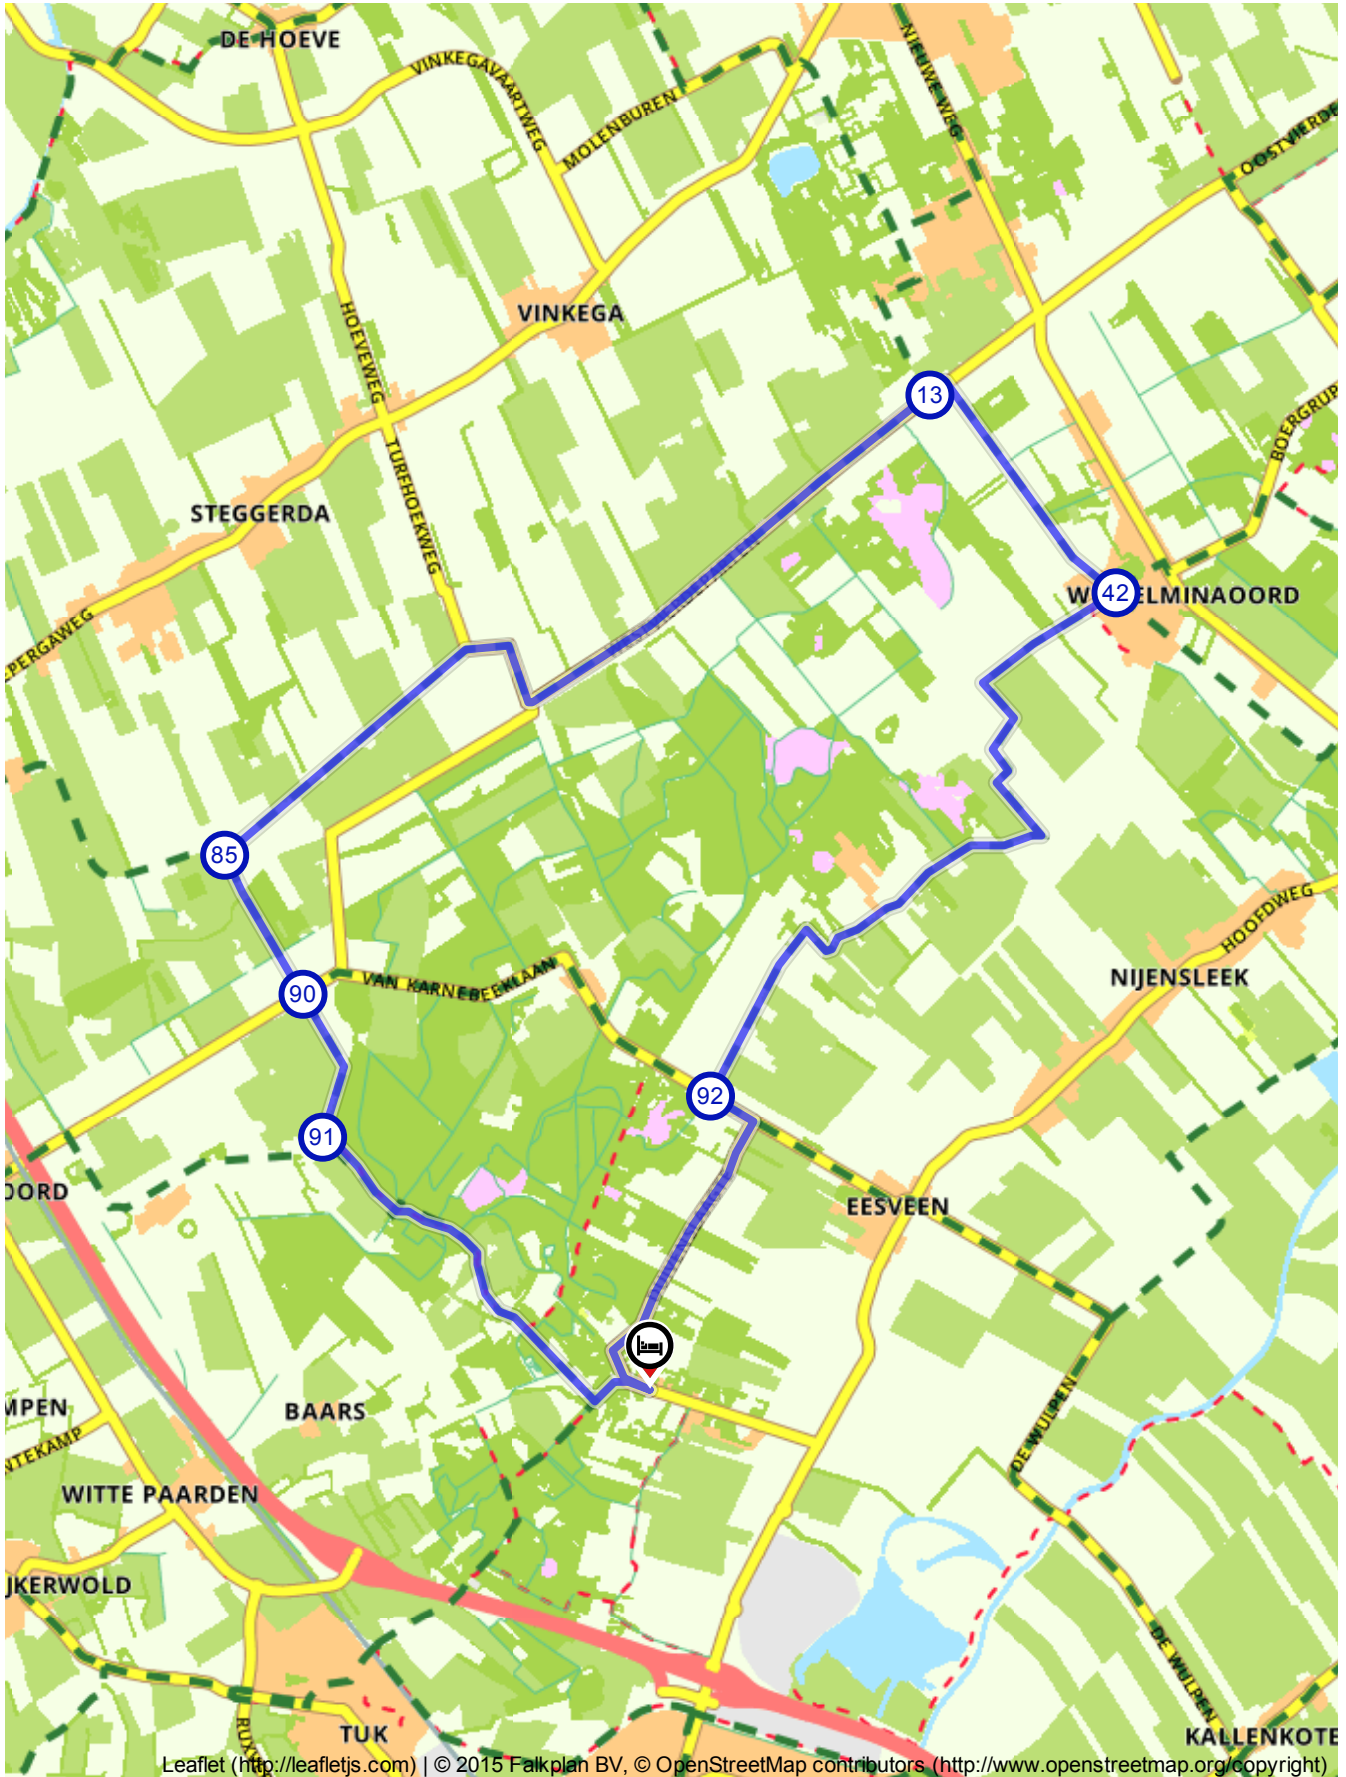 DE HOEVE
VINKEGAVAARTWEG
MOLENBUREN
NIEUWE WEG
OOSTVIERDE
VINKEGA
HOEVEWEG
13
BOERGRUP
TURFHOEKWEG
STEGGERDA
42
W ELMINAOORD
PERGAWEG
85
HOOFDWEG
VAN KARNEBEEKLAAN
NIJENSLEEK
90
92
91
OORD
EESVEEN
DE WULPEN
MPEN
BAARS
NTEKAMP
WITTE PAARDEN
JKERWOLD
DE WULPEN
TUK
KALLENKOTE
Leaflet (http://leafletjs.com) | © 2015 Falkplan BV, © OpenStreetMap contributors (http://www.openstreetmap.org/copyright)